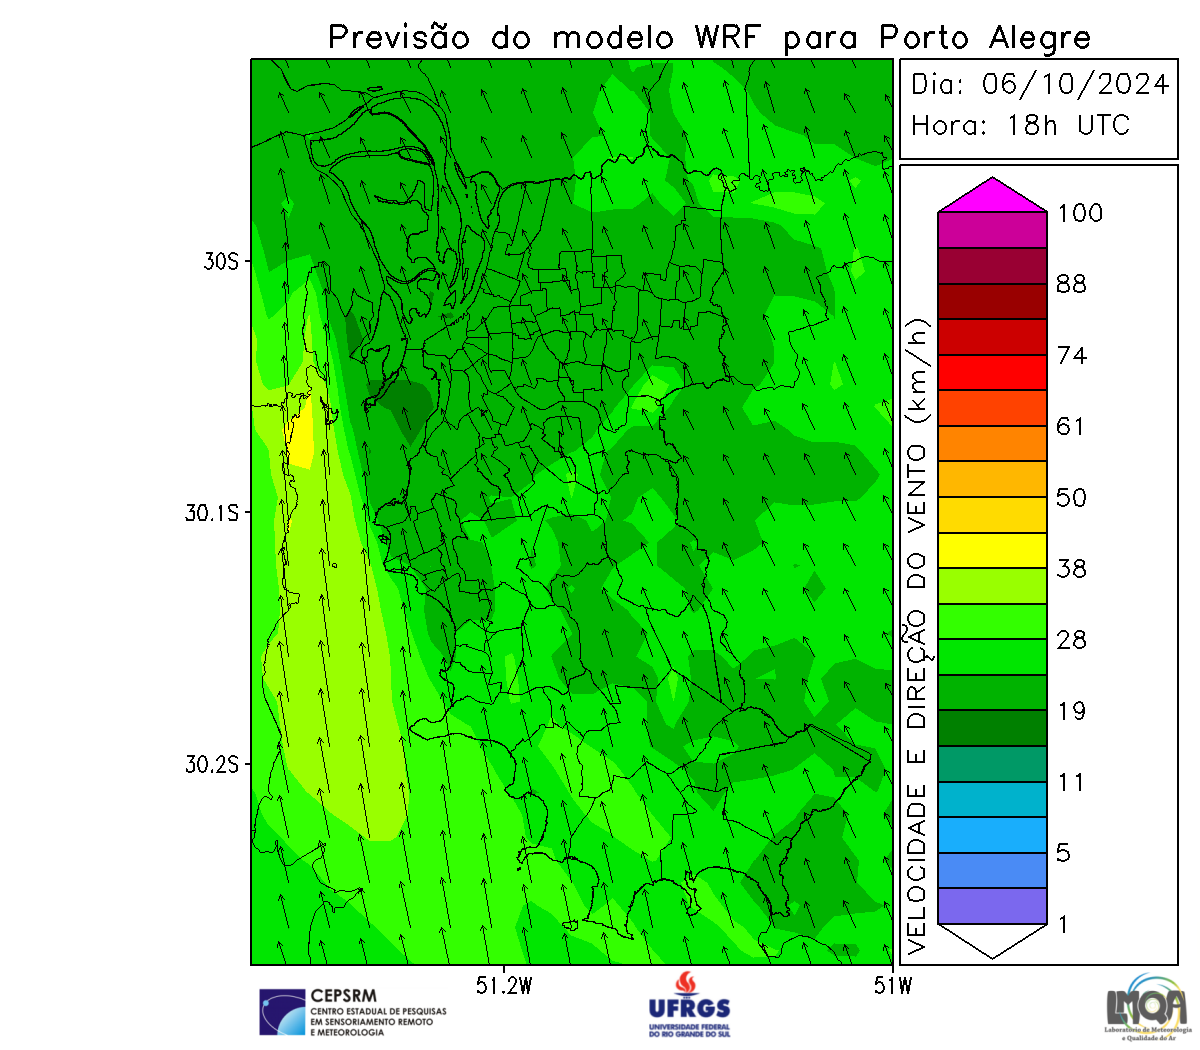 Previsão do modelo WRF para Porto Alegre
Dia: 06/10/2024
Hora: 18h UTC
100
88
74
61
50
38
28
19
11
5
1
VELOCIDADE E DIREÇÃO DO VENTO (km/h)
30S
30.1S
30.2S
51.2W
51W
CEPSRM
CENTRO ESTADUAL DE PESQUISAS
EM SENSORIAMENTO REMOTO
E METEOROLOGIA
UFRGS
UNIVERSIDADE FEDERAL
DO RIO GRANDE DO SUL
LMQA
Laboratório de Meteorologia
e Qualidade do Ar